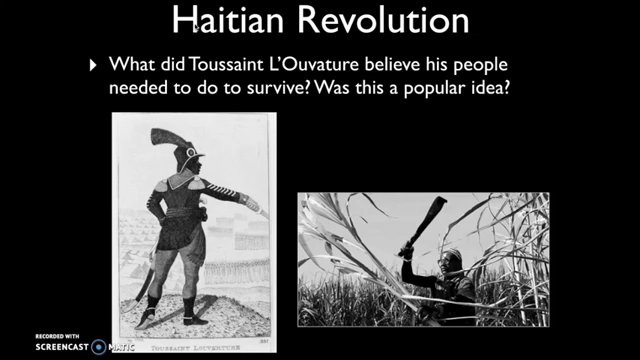 Haitian Revolution
What did Toussaint L'Ouvature believe his people
needed to do to survive? Was this a popular idea?
TOUSSAINT LOUVERTURE
RECORDED WITH
SCREENCAST MATIC